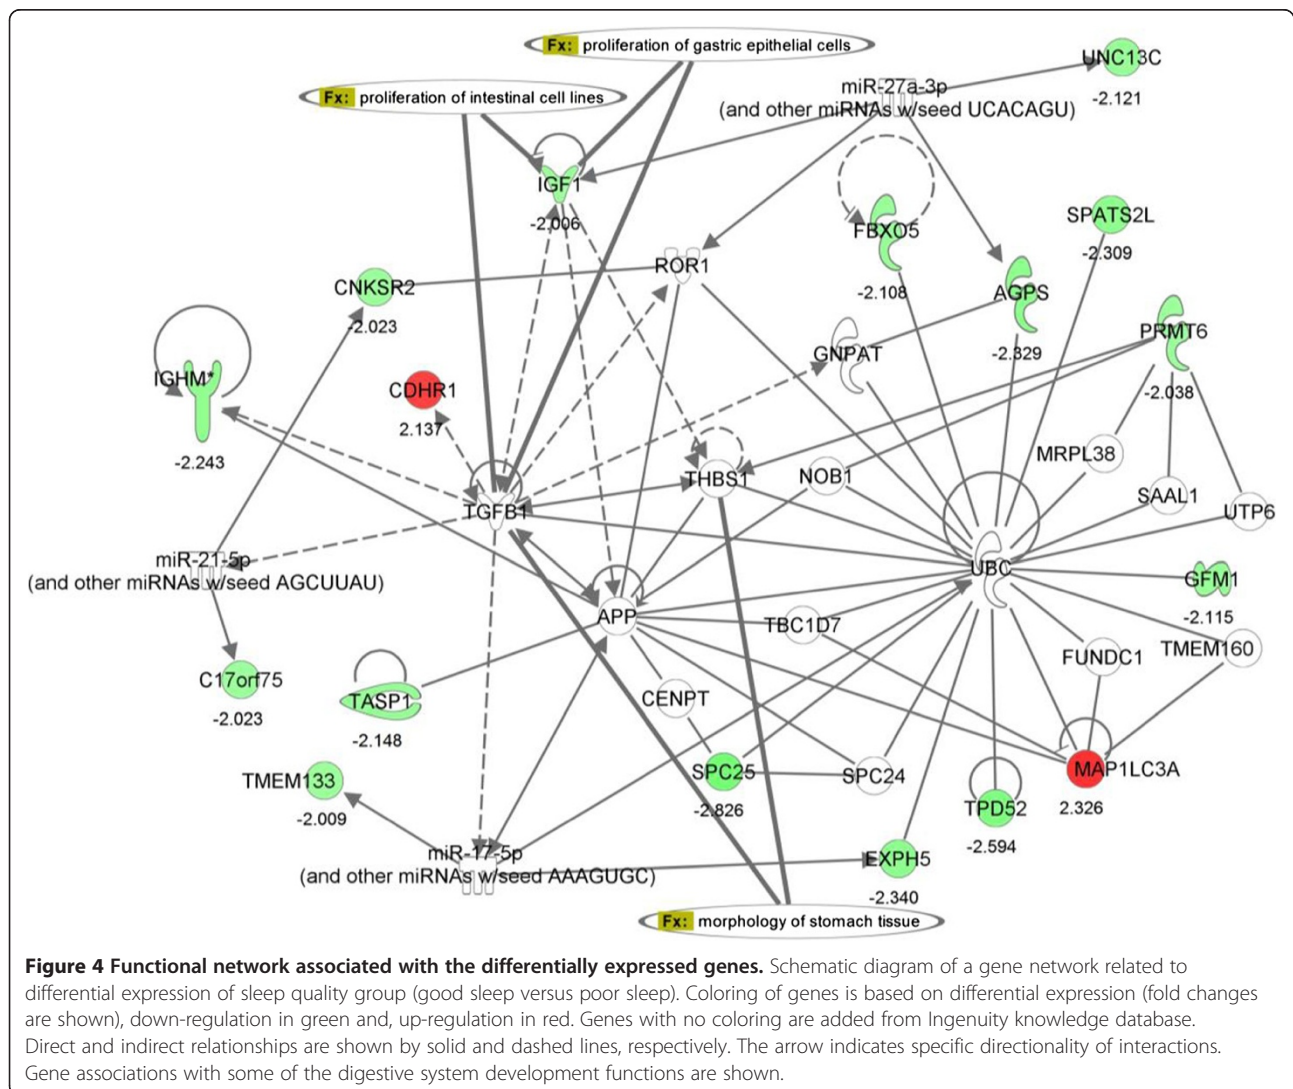 Fx: proliferation of gastric epithelial cells
UNC13C
-2.121
Fx: proliferation of intestinal cell lines
miR-27a-3p
(and other miRNAs w/seed UCACAGU)
IGF1
-2.006
FBXO5
-2.108
SPATS2L
-2.309
ROR1
CNKSR2
-2.023
AGPS
-2.329
PRMT6
-2.038
GNPAT
IGHM*
-2.243
CDHR1
2.137
MRPL38
THBS1
NOB1
SAAL1
UTP6
TGFB1
miR-21-5p
(and other miRNAs w/seed AGCUUAU)
UBC
GFM1
-2.115
APP
TBC1D7
FUNDC1
TMEM160
C17orf75
-2.023
TASP1
-2.148
CENPT
TMEM133
-2.009
SPC25
-2.826
SPC24
MAP1LC3A
2.326
TPD52
-2.594
miR-17-5p
(and other miRNAs w/seed AAAGUGC)
EXPH5
-2.340
Fx: morphology of stomach tissue
Figure 4 Functional network associated with the differentially expressed genes. Schematic diagram of a gene network related to
differential expression of sleep quality group (good sleep versus poor sleep). Coloring of genes is based on differential expression (fold changes
are shown), down-regulation in green and, up-regulation in red. Genes with no coloring are added from Ingenuity knowledge database.
Direct and indirect relationships are shown by solid and dashed lines, respectively. The arrow indicates specific directionality of interactions.
Gene associations with some of the digestive system development functions are shown.